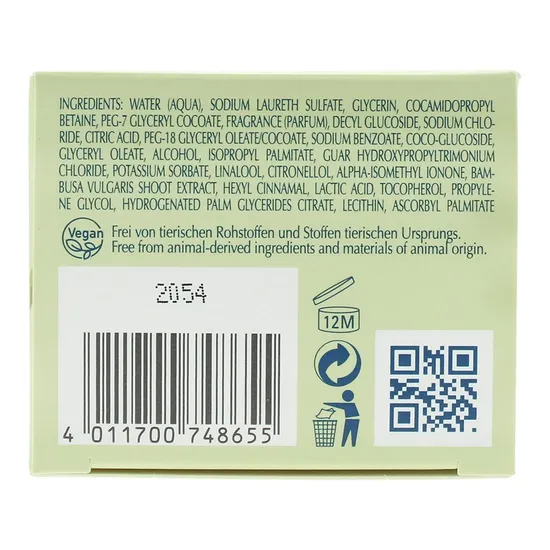 INGREDIENTS: WATER (AQUA), SODIUM LAURETH SULFATE, GLYCERIN, COCAMIDOPROPYL
BETAINE, PEG-7 GLYCERYL COCOATE, FRAGRANCE (PARFUM), DECYL GLUCOSIDE, SODIUM CHLO-
RIDE, CITRIC ACID, PEG-18 GLYCERYL OLEATE/COCOATE, SODIUM BENZOATE, COCO-GLUCOSIDE,
GLYCERYL OLEATE, ALCOHOL, ISOPROPYL PALMITATE, GUAR HYDROXYPROPYLTRIMONIUM
CHLORIDE, POTASSIUM SORBATE, LINALOOL, CITRONELLOL, ALPHA-ISOMETHYL IONONE, BAM-
BUSA VULGARIS SHOOT EXTRACT, HEXYL CINNAMAL, LACTIC ACID, TOCOPHEROL, PROPYLE-
NE GLYCOL, HYDROGENATED PALM GLYCERIDES CITRATE, LECITHIN, ASCORBYL PALMITATE
Vegan
Frei von tierischen Rohstoffen und Stoffen tierischen Ursprungs.
Free from animal-derived ingredients and materials of animal origin.
2054
12M
4 011700 748655